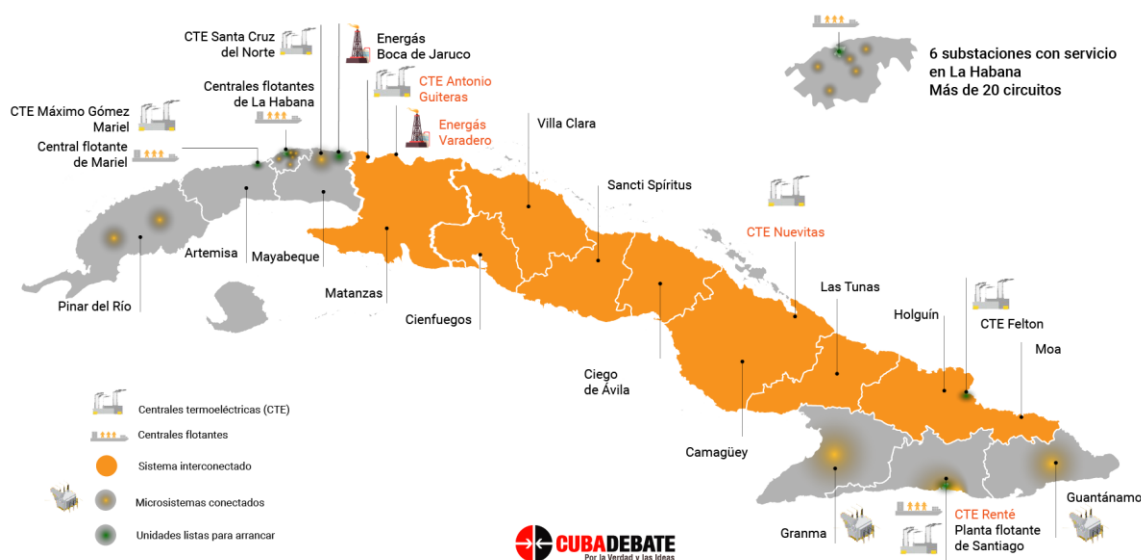 CTE Santa Cruz
del Norte
Energás
Boca de Jaruco
6 substaciones con servicio
en La Habana
Más de 20 circuitos
CTE Antonio
Guiteras
Centrales flotantes
de La Habana
CTE Máximo Gómez
Mariel
Energás
Varadero
Villa Clara
Central flotante
de Mariel
Sancti Spíritus
CTE Nuevitas
Artemisa
Mayabeque
Pinar del Río
Matanzas
Cienfuegos
Las Tunas
Holguín
CTE Felton
Moa
Ciego
de Ávila
Camagüey
Centrales termoeléctricas (CTE)
Centrales flotantes
Sistema interconectado
Microsistemas conectados
Unidades listas para arrancar
Granma
CTE Renté
Planta flotante
de Santiago
Guantánamo
CUBADEBATE
Por la Verdad y las Ideas